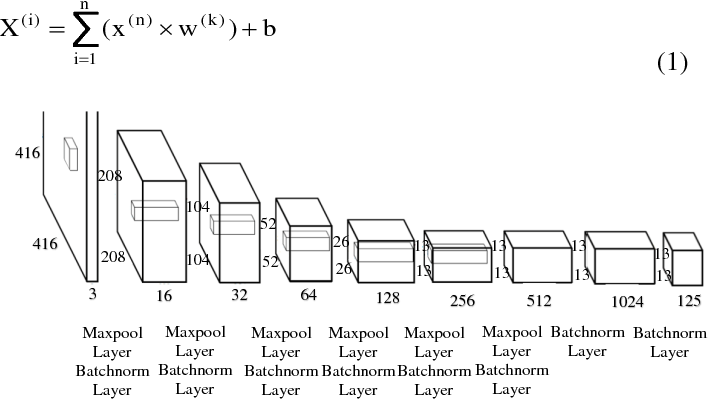 n
X(i) = ∑ (x(n) × w(k)) + b
i=1
(1)
416
416
208
208
104
104
52
52
26
26
13
13
13
13
13
13
13
13
3
16
32
64
128
256
512
1024
125
Maxpool Layer Batchnorm Layer
Maxpool Layer Batchnorm Layer
Maxpool Layer Batchnorm Layer
Maxpool Layer Batchnorm Layer
Maxpool Layer Batchnorm Layer
Maxpool Layer Batchnorm Layer
Batchnorm Layer
Batchnorm Layer